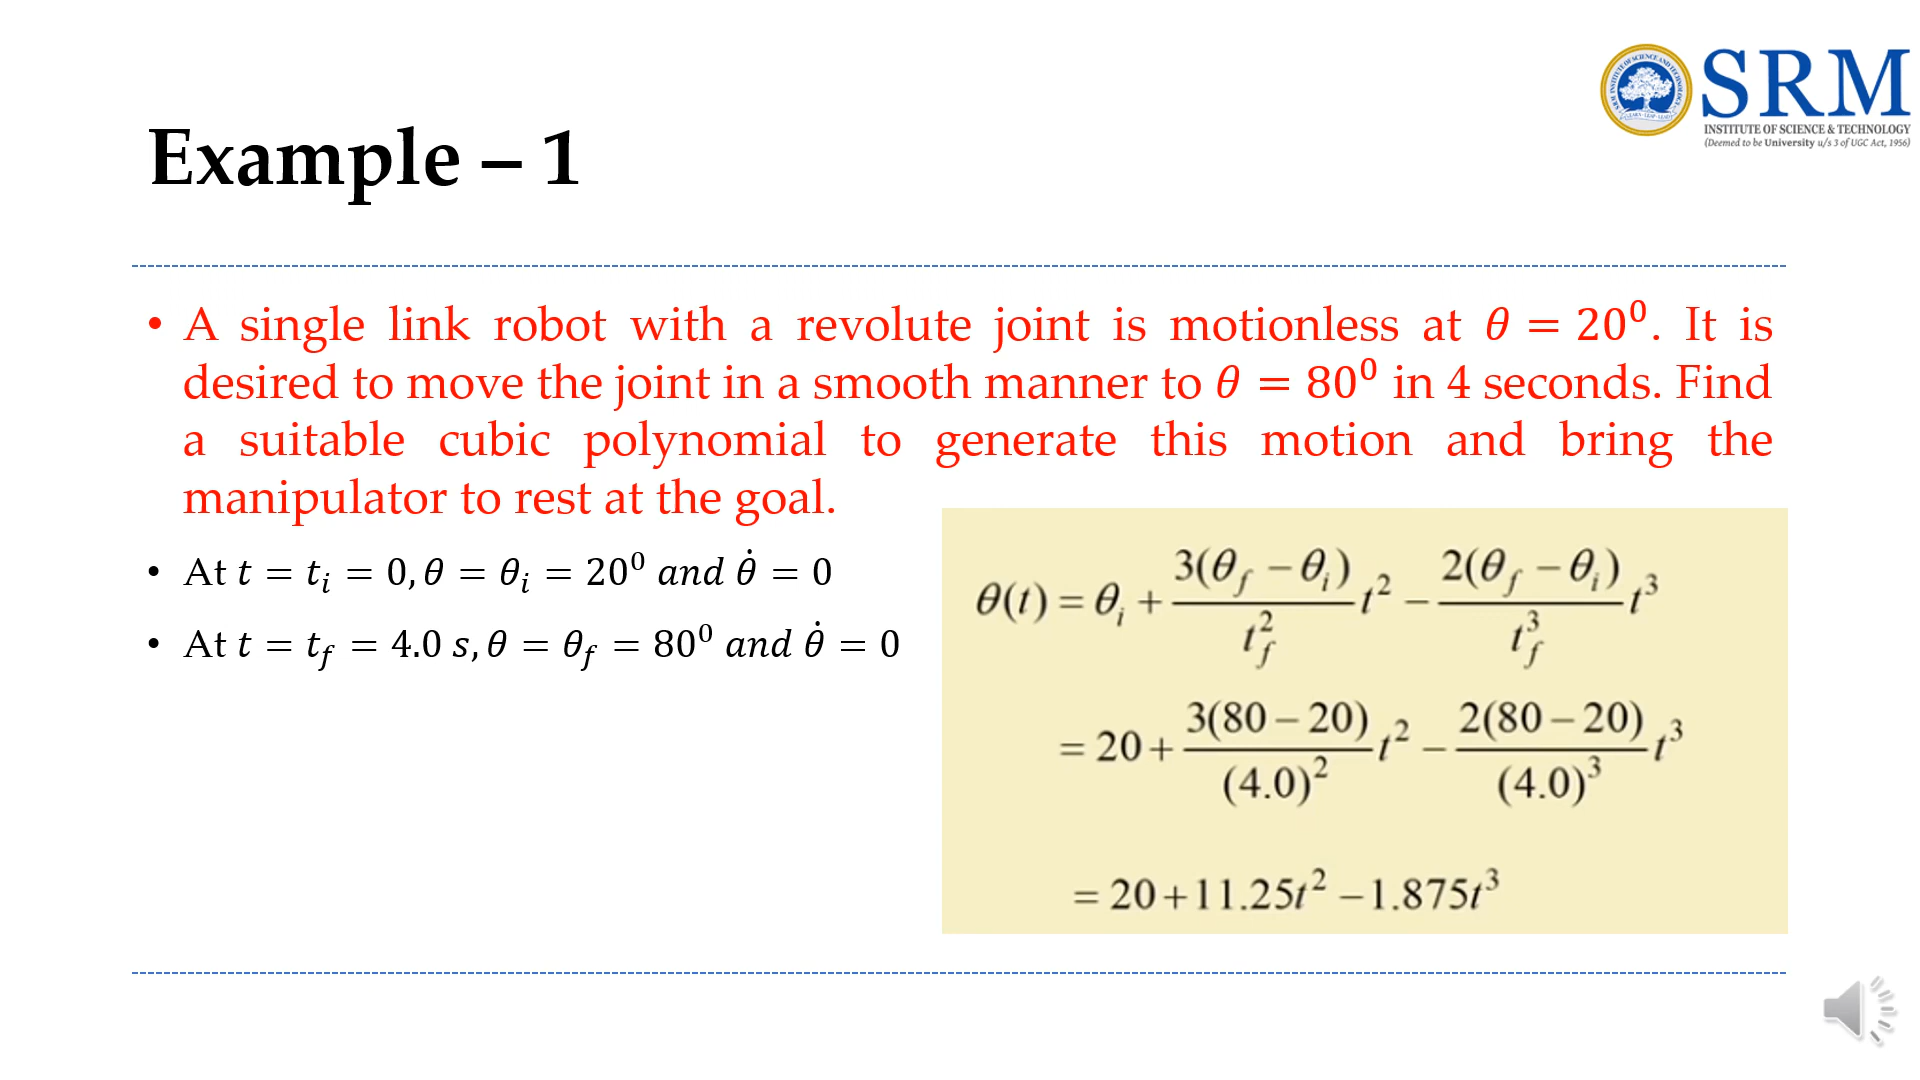 SRM
INSTITUTE OF SCIENCE & TECHNOLOGY
(Deemed to be University u/s 3 of UGC Act, 1956)
Example – 1
• A single link robot with a revolute joint is motionless at θ = 20⁰. It is
desired to move the joint in a smooth manner to θ = 80⁰ in 4 seconds. Find
a suitable cubic polynomial to generate this motion and bring the
manipulator to rest at the goal.
• At t = tᵢ = 0, θ = θᵢ = 20⁰ and θ̇ = 0
• At t = t_f = 4.0 s, θ = θ_f = 80⁰ and θ̇ = 0
θ(t) = θᵢ + 3(θ_f − θᵢ)/t_f² t² − 2(θ_f − θᵢ)/t_f³ t³
= 20 + 3(80 − 20)/(4.0)² t² − 2(80 − 20)/(4.0)³ t³
= 20 + 11.25t² − 1.875t³